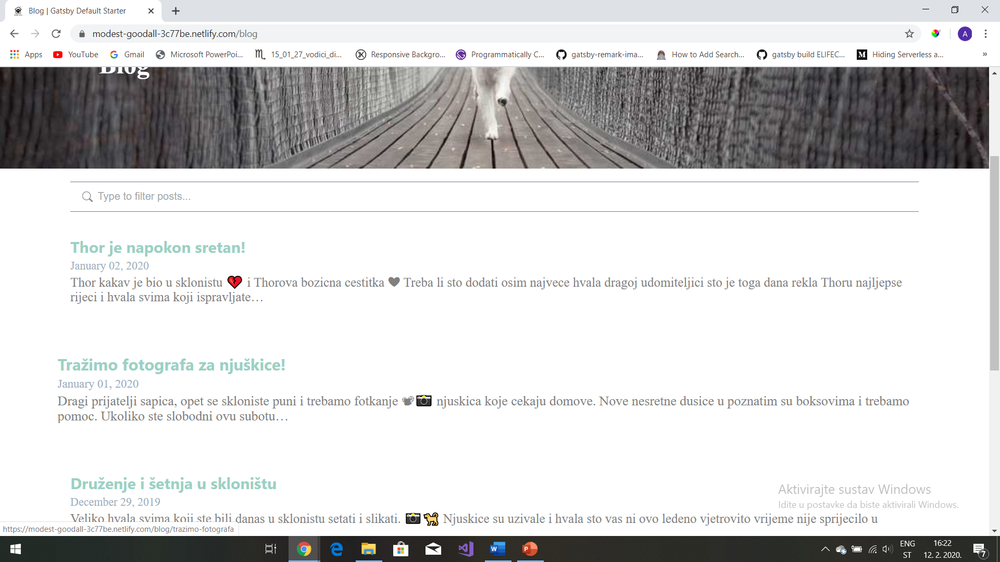 Blog | Gatsby Default Starter
modest-goodall-3c77be.netlify.com/blog
A
Apps YouTube Gmail Microsoft PowerPoi... 15_01_27_vodici_di... Responsive Backgro... Programmatically C... gatsby-remark-ima... How to Add Search... gatsby build ELIFEC... Hiding Serverless a... »
Blog
Type to filter posts...
Thor je napokon sretan!
January 02, 2020
Thor kakav je bio u sklonistu 💔 i Thorova bozicna cestitka 🖤 Treba li sto dodati osim najvece hvala dragoj udomiteljici sto je toga dana rekla Thoru najljepse
rijeci i hvala svima koji ispravljate…
Tražimo fotografa za njuškice!
January 01, 2020
Dragi prijatelji sapica, opet se skloniste puni i trebamo fotkanje 📽📷 njuskica koje cekaju domove. Nove nesretne dusice u poznatim su boksovima i trebamo
pomoc. Ukoliko ste slobodni ovu subotu…
Druženje i šetnja u skloništu
December 29, 2019
Veliko hvala svima koji ste bili danas u sklonistu setati i slikati. 📷🐕 Njuskice su uzivale i hvala sto vas ni ovo ledeno vjetrovito vrijeme nije sprijecilo u
Aktivirajte sustav Windows
Idite u postavke da biste aktivirali Windows.
https://modest-goodall-3c77be.netlify.com/blog/trazimo-fotografa
ENG
ST
16:22
12. 2. 2020.
7